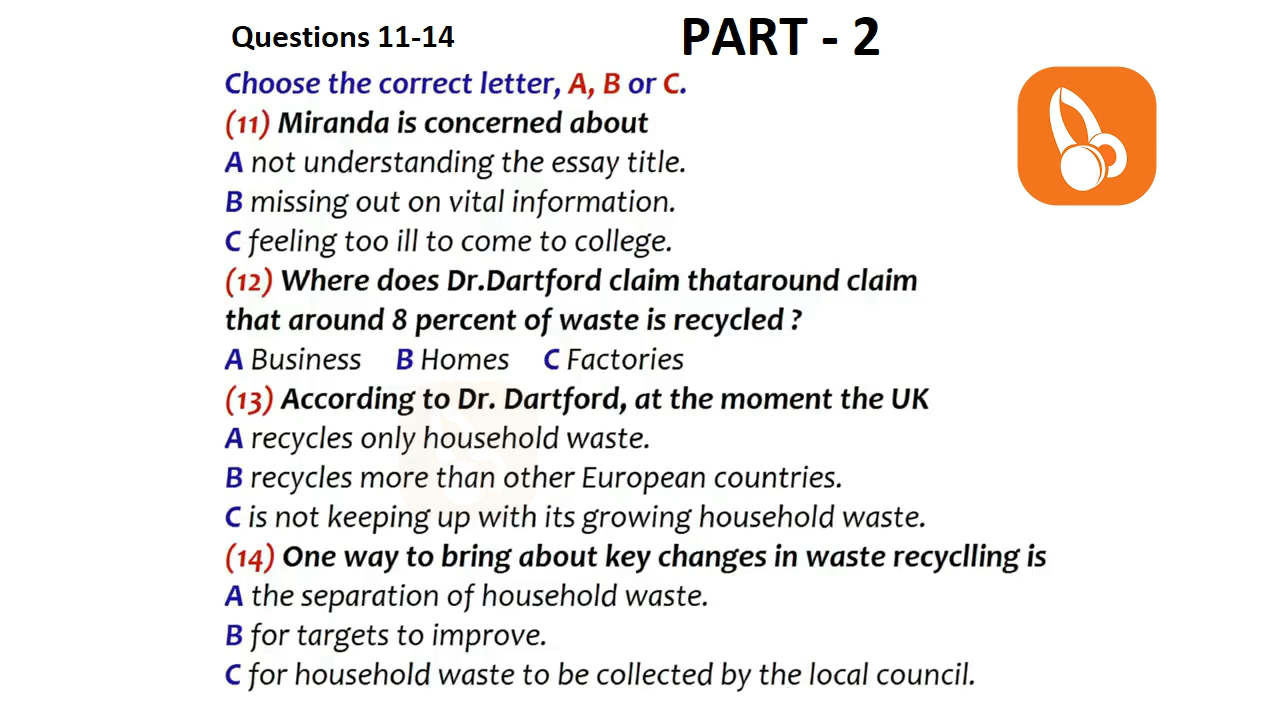 Questions 11-14
PART - 2
Choose the correct letter, A, B or C.
(11) Miranda is concerned about
A not understanding the essay title.
B missing out on vital information.
C feeling too ill to come to college.
(12) Where does Dr.Dartford claim thataround claim
that around 8 percent of waste is recycled ?
A Business B Homes C Factories
(13) According to Dr. Dartford, at the moment the UK
A recycles only household waste.
B recycles more than other European countries.
C is not keeping up with its growing household waste.
(14) One way to bring about key changes in waste recyclling is
A the separation of household waste.
B for targets to improve.
C for household waste to be collected by the local council.